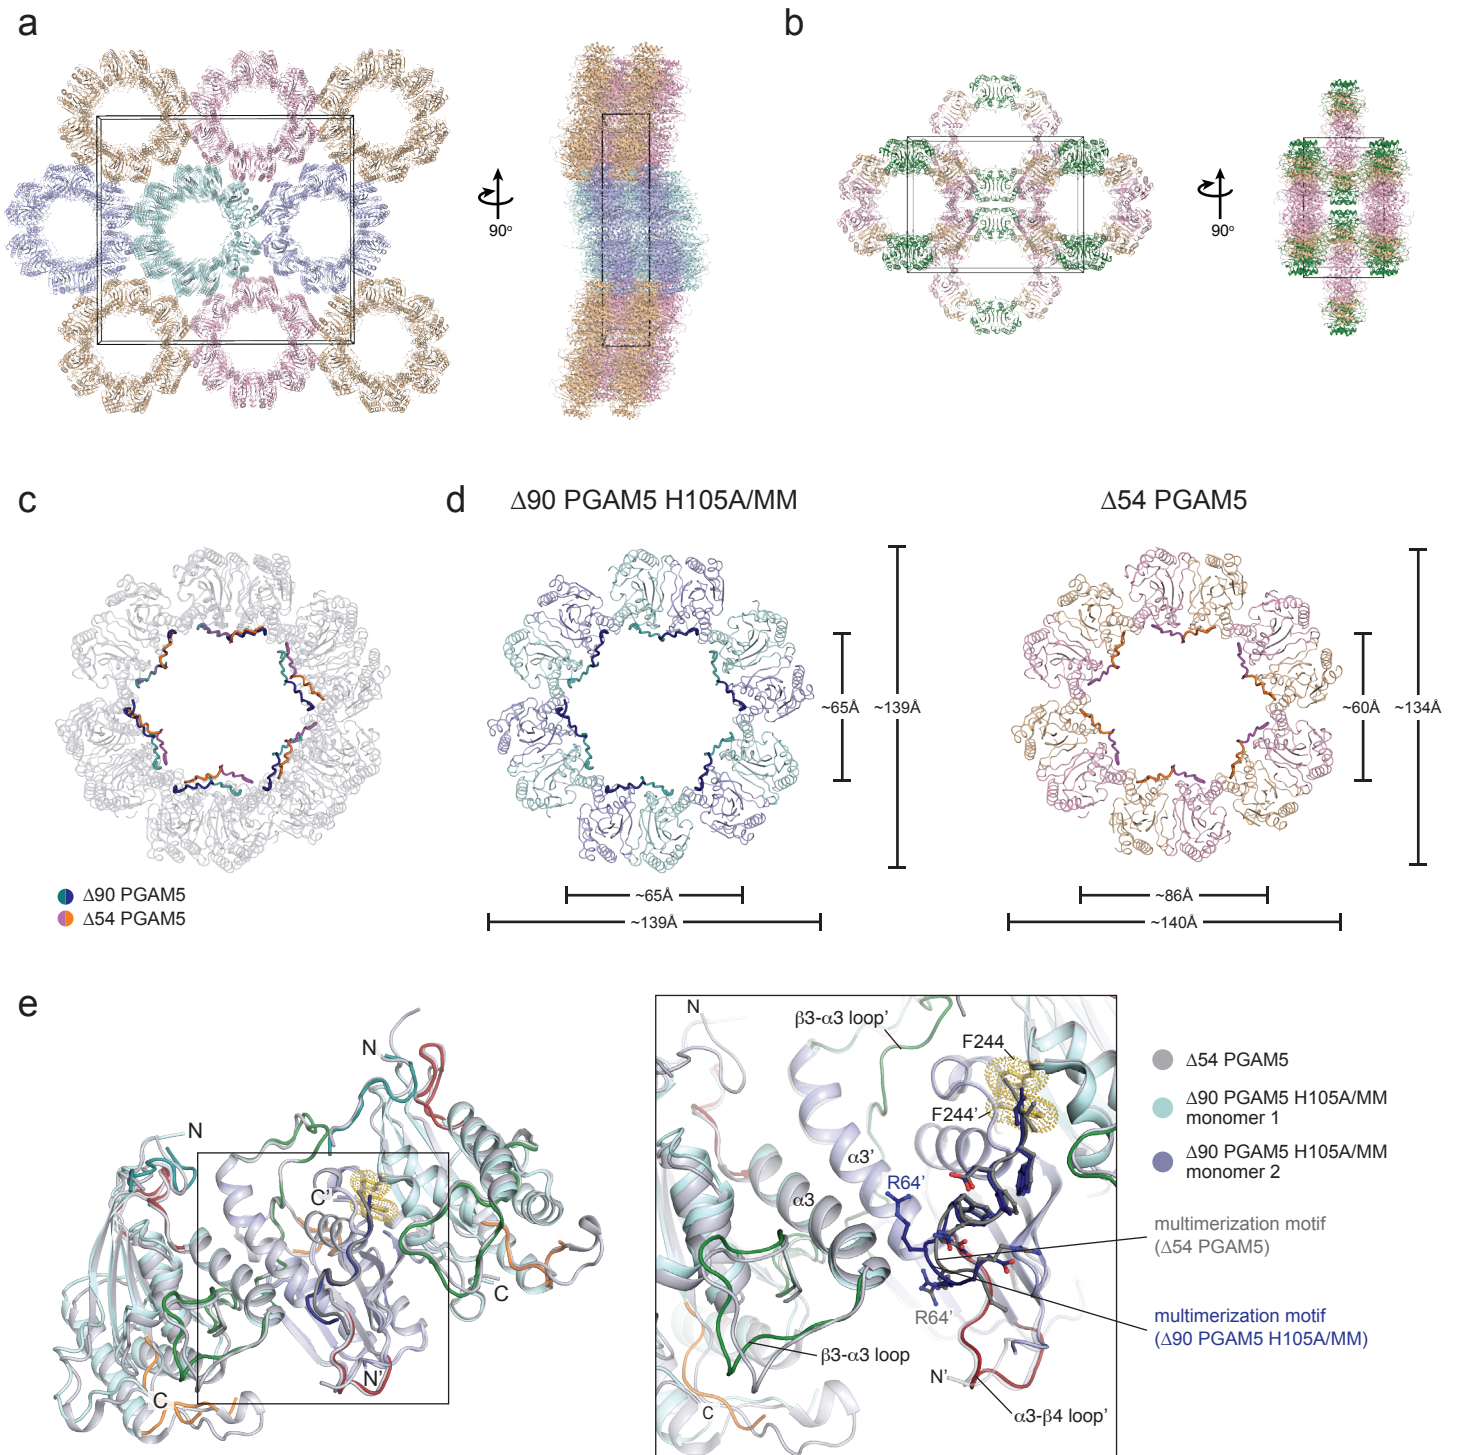 a
b
90°
90°
c
d
Δ90 PGAM5 H105A/MM
Δ54 PGAM5
~65Å
~139Å
~60Å
~134Å
~65Å
~139Å
~86Å
~140Å
Δ90 PGAM5
Δ54 PGAM5
e
N
N
C'
C
N'
C
N
β3-α3 loop'
F244
F244'
α3'
R64'
α3
R64'
β3-α3 loop
N'
C
α3-β4 loop'
Δ54 PGAM5
Δ90 PGAM5 H105A/MM
monomer 1
Δ90 PGAM5 H105A/MM
monomer 2
multimerization motif
(Δ54 PGAM5)
multimerization motif
(Δ90 PGAM5 H105A/MM)